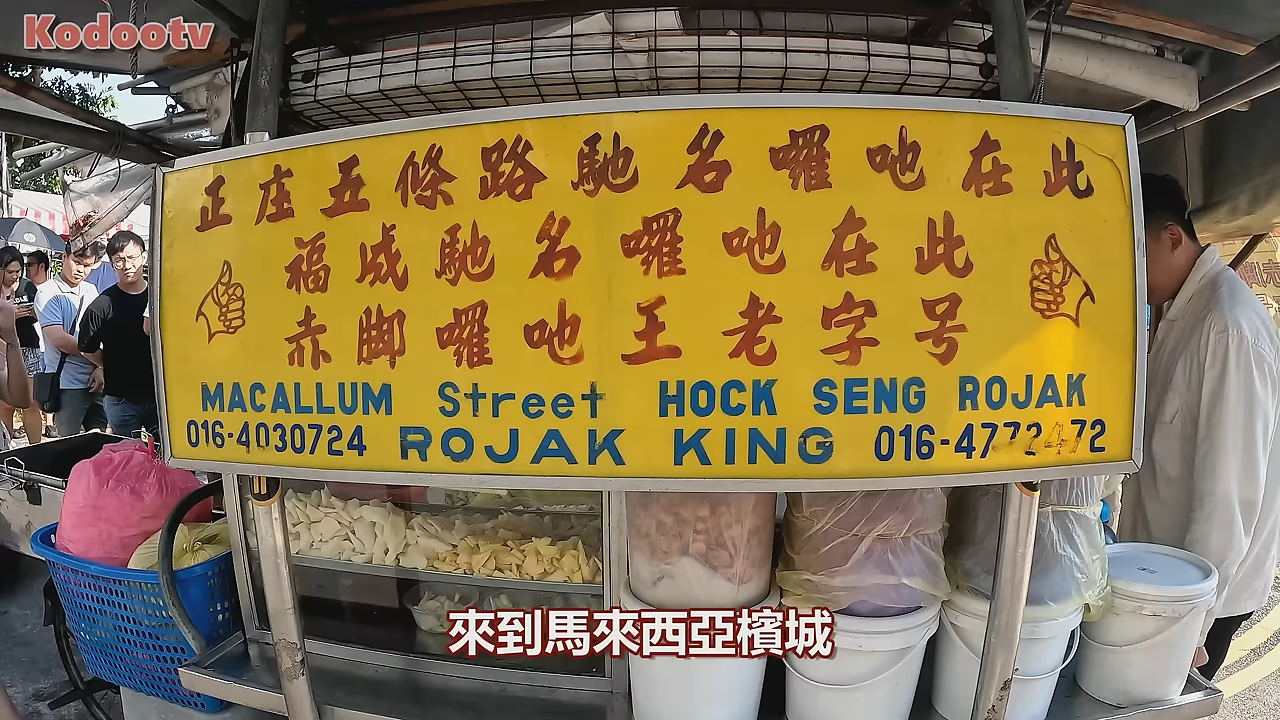 Kodootv
正庄五條路馳名囉吔在此
福成馳名囉吔在此
赤脚囉吔王老字号
MACALLUM Street HOCK SENG ROJAK
016-4030724 ROJAK KING 016-4772472
來到馬來西亞檳城